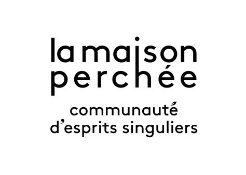 la maison
perchée
communauté
d'esprits singuliers